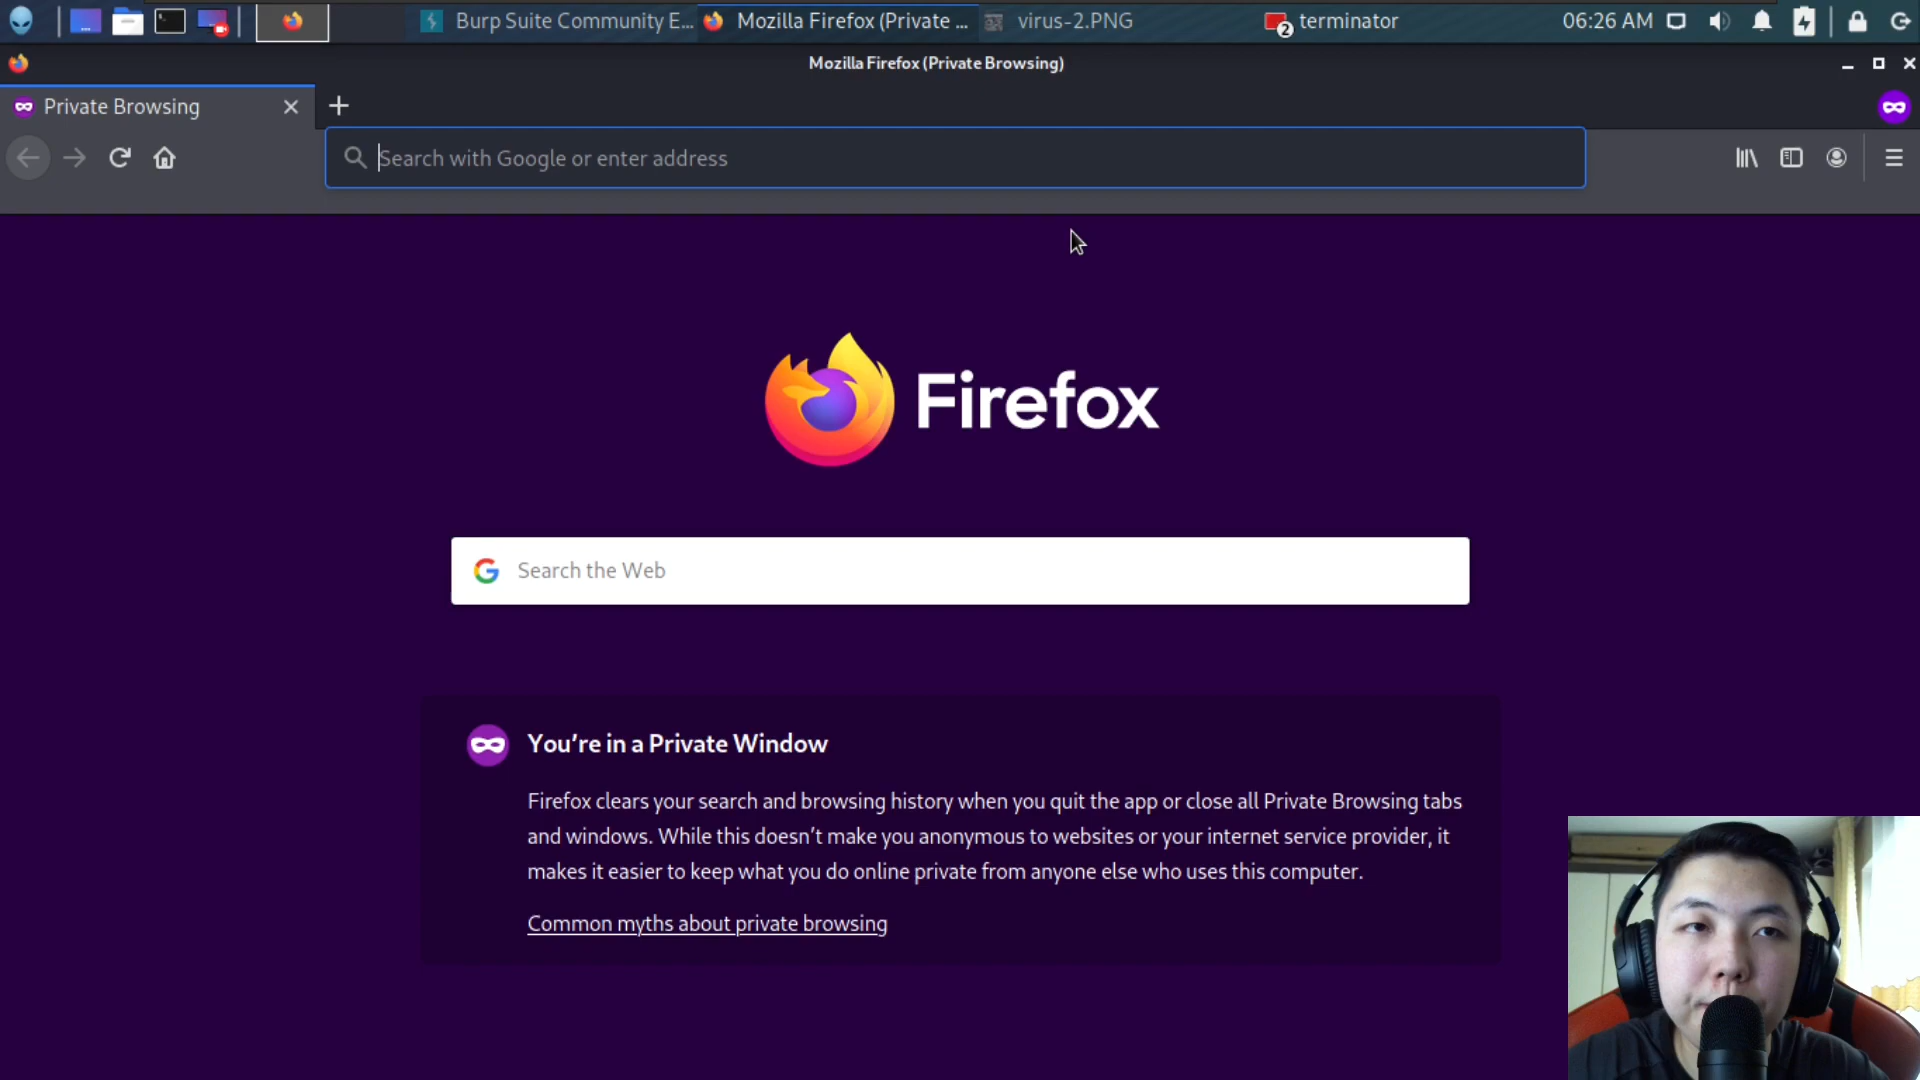 Burp Suite Community E...
Mozilla Firefox (Private ...
virus-2.PNG
2
terminator
06:26 AM
Mozilla Firefox (Private Browsing)
Private Browsing
Search with Google or enter address
Firefox
Search the Web
You’re in a Private Window
Firefox clears your search and browsing history when you quit the app or close all Private Browsing tabs
and windows. While this doesn’t make you anonymous to websites or your internet service provider, it
makes it easier to keep what you do online private from anyone else who uses this computer.
Common myths about private browsing